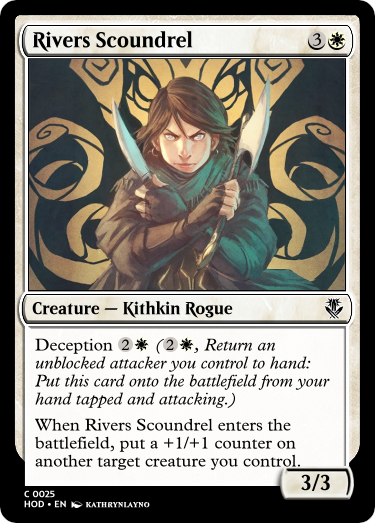 Rivers Scoundrel 3
Creature — Kithkin Rogue
Deception 2 (2, Return an
unblocked attacker you control to hand:
Put this card onto the battlefield from your
hand tapped and attacking.)
When Rivers Scoundrel enters the
battlefield, put a +1/+1 counter on
another target creature you control.
3/3
C 0025
HOD • EN KATHRYNLAYNO